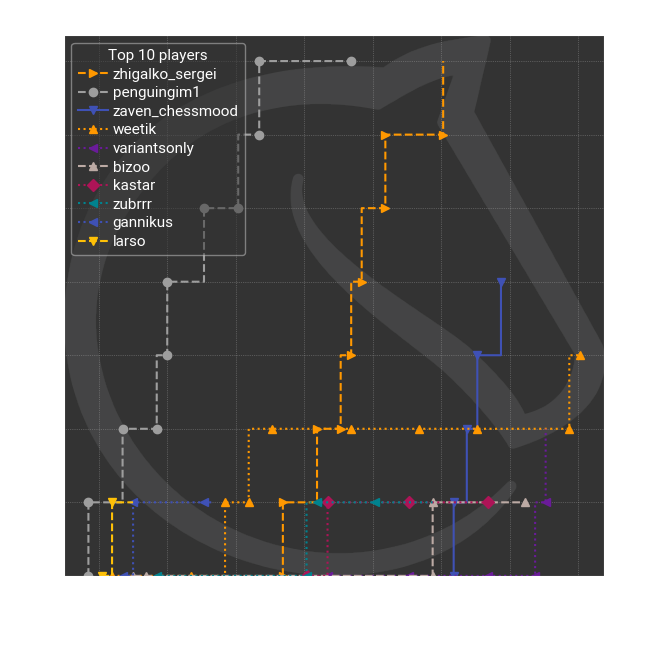 Top 10 players
zhigalko_sergei
penguingim1
zaven_chessmood
weetik
variantsonly
bizoo
kastar
zubrrr
gannikus
larso